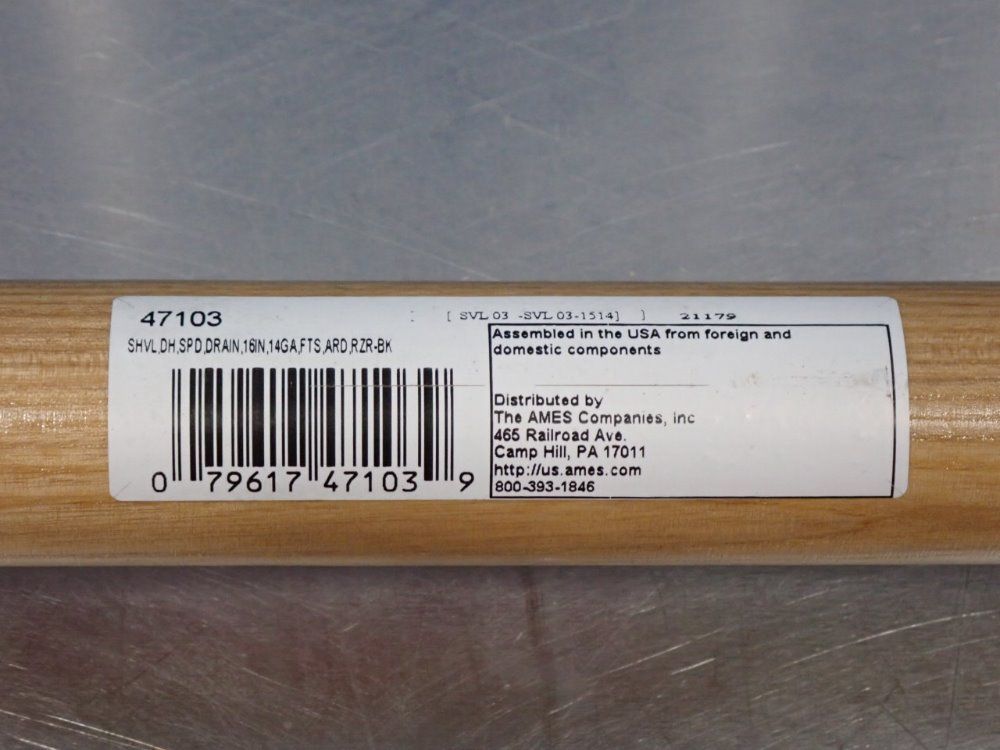 47103 [ SVL 03 -SVL 03-1514] ] 21179
SHVL,DH,SPD,DRAIN,16IN,14GA,FTS,ARD,RZR-BK
0 79617 47103 9
Assembled in the USA from foreign and
domestic components
Distributed by
The AMES Companies, Inc
465 Railroad Ave.
Camp Hill, PA 17011
http://us.ames.com
800-393-1846